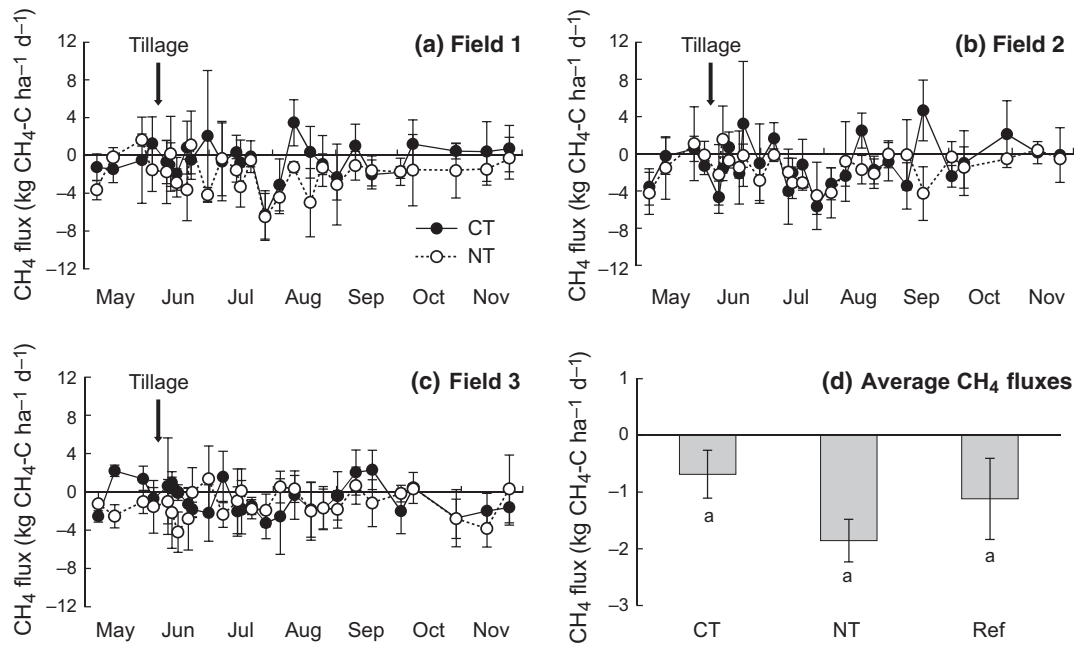 (a) Field 1
Tillage
CH₄ flux (kg CH₄-C ha⁻¹ d⁻¹)
12
8
4
0
−4
−8
−12
CT
NT
May Jun Jul Aug Sep Oct Nov
(b) Field 2
Tillage
CH₄ flux (kg CH₄-C ha⁻¹ d⁻¹)
12
8
4
0
−4
−8
−12
May Jun Jul Aug Sep Oct Nov
(c) Field 3
Tillage
CH₄ flux (kg CH₄-C ha⁻¹ d⁻¹)
12
8
4
0
−4
−8
−12
May Jun Jul Aug Sep Oct Nov
(d) Average CH₄ fluxes
CH₄ flux (kg CH₄-C ha⁻¹ d⁻¹)
1
0
−1
−2
−3
a
a
a
CT NT Ref